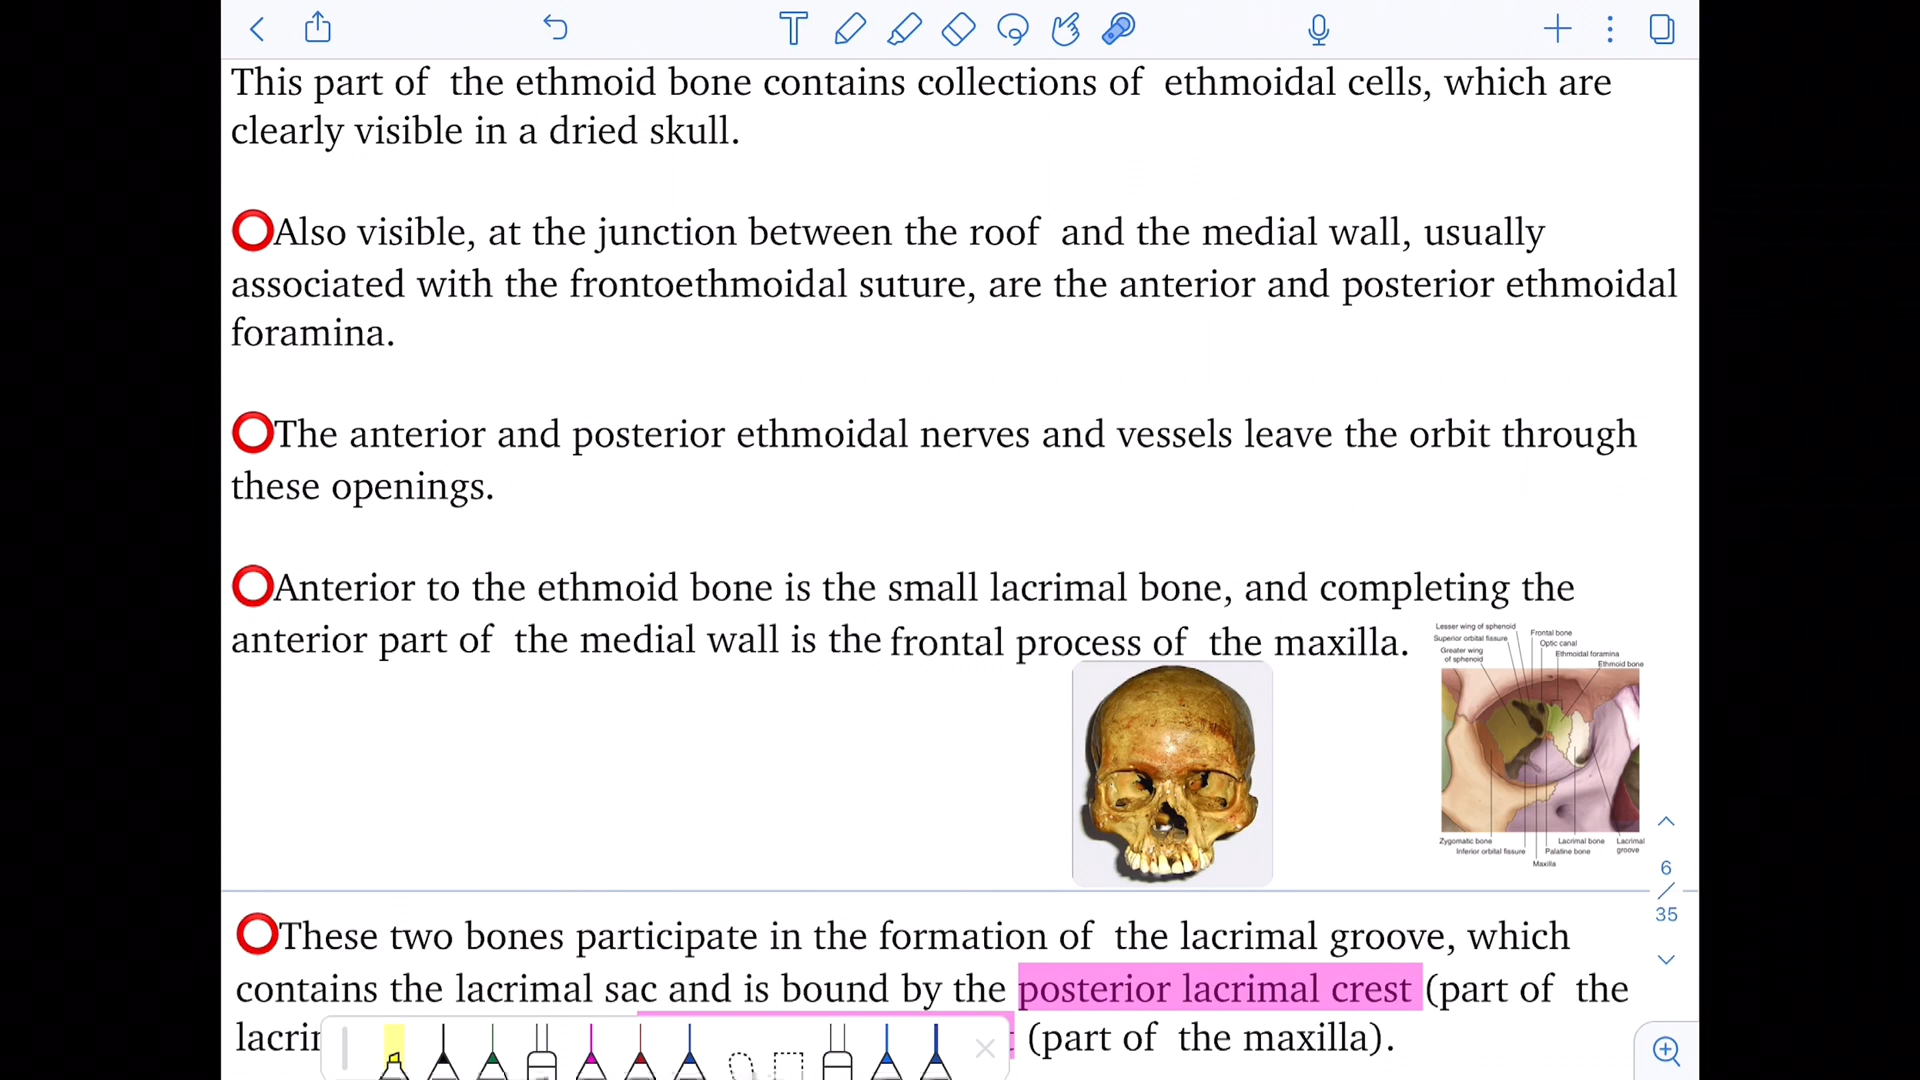 This part of the ethmoid bone contains collections of ethmoidal cells, which are
clearly visible in a dried skull.
Also visible, at the junction between the roof and the medial wall, usually
associated with the frontoethmoidal suture, are the anterior and posterior ethmoidal
foramina.
The anterior and posterior ethmoidal nerves and vessels leave the orbit through
these openings.
Anterior to the ethmoid bone is the small lacrimal bone, and completing the
anterior part of the medial wall is the frontal process of the maxilla.
Lesser wing of sphenoid
Superior orbital fissure
Greater wing
of sphenoid
Frontal bone
Optic canal
Ethmoidal foramina
Ethmoid bone
Zygomatic bone
Inferior orbital fissure
Maxilla
Palatine bone
Lacrimal bone
Lacrimal
groove
6
/
35
These two bones participate in the formation of the lacrimal groove, which
contains the lacrimal sac and is bound by the posterior lacrimal crest (part of the
(part of the maxilla).